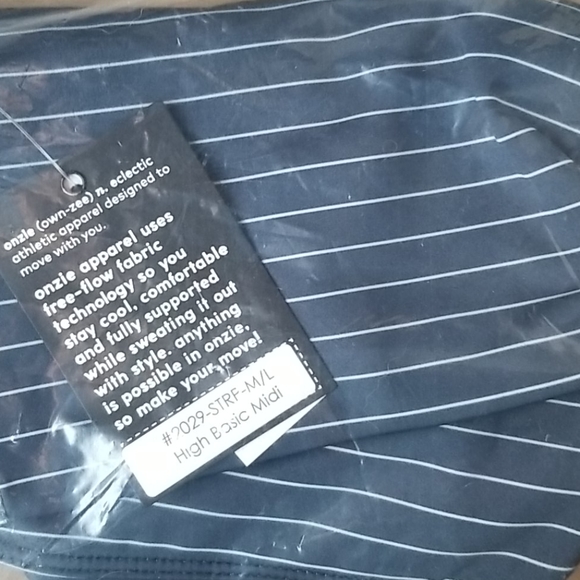 onzie (own-zee) n. eclectic
athletic apparel designed to
move with you.
onzie apparel uses
free-flow fabric
technology so you
stay cool, comfortable
and fully supported
while sweating it out
with style. anything
is possible in onzie,
so make your move!
#2029-STRF-M/L
High Basic Midi